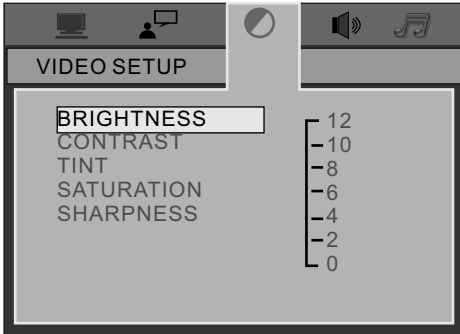 VIDEO SETUP
BRIGHTNESS
CONTRAST
TINT
SATURATION
SHARPNESS
12
10
8
6
4
2
0